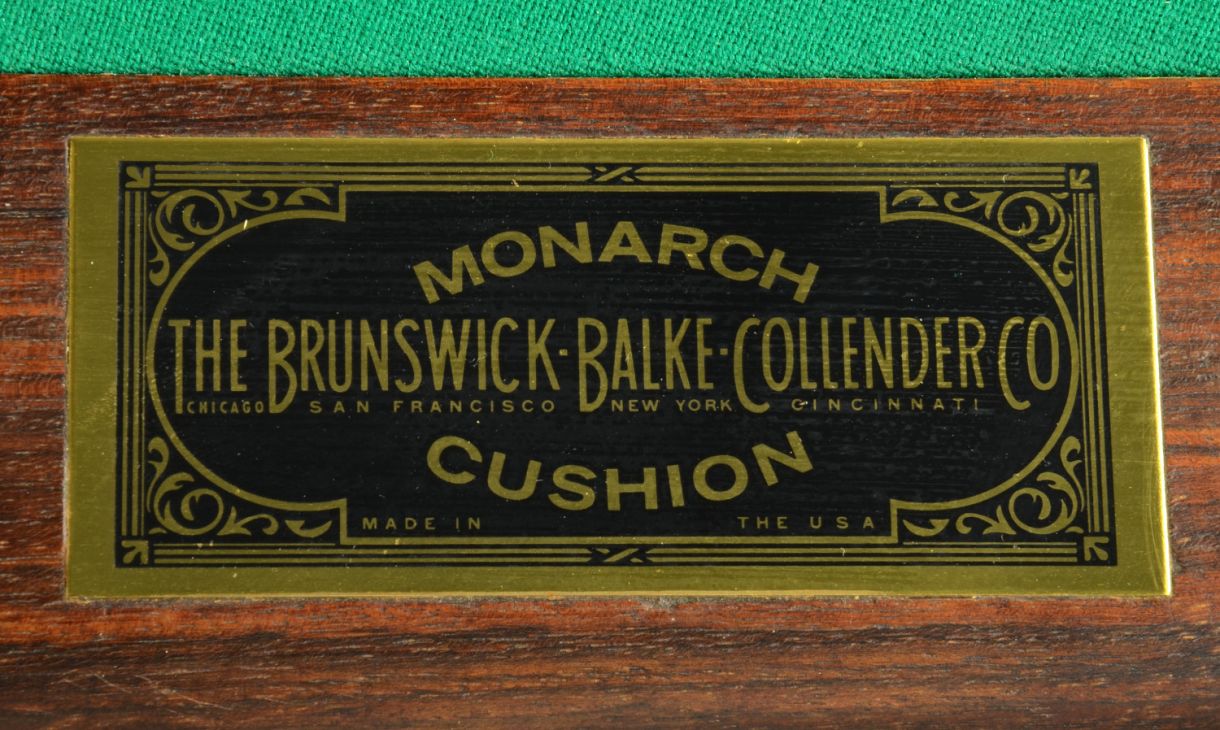 MONARCH
THE BRUNSWICK-BALKE-COLLENDER CO
CHICAGO SAN FRANCISCO NEW YORK CINCINNATI
CUSHION
MADE IN THE USA